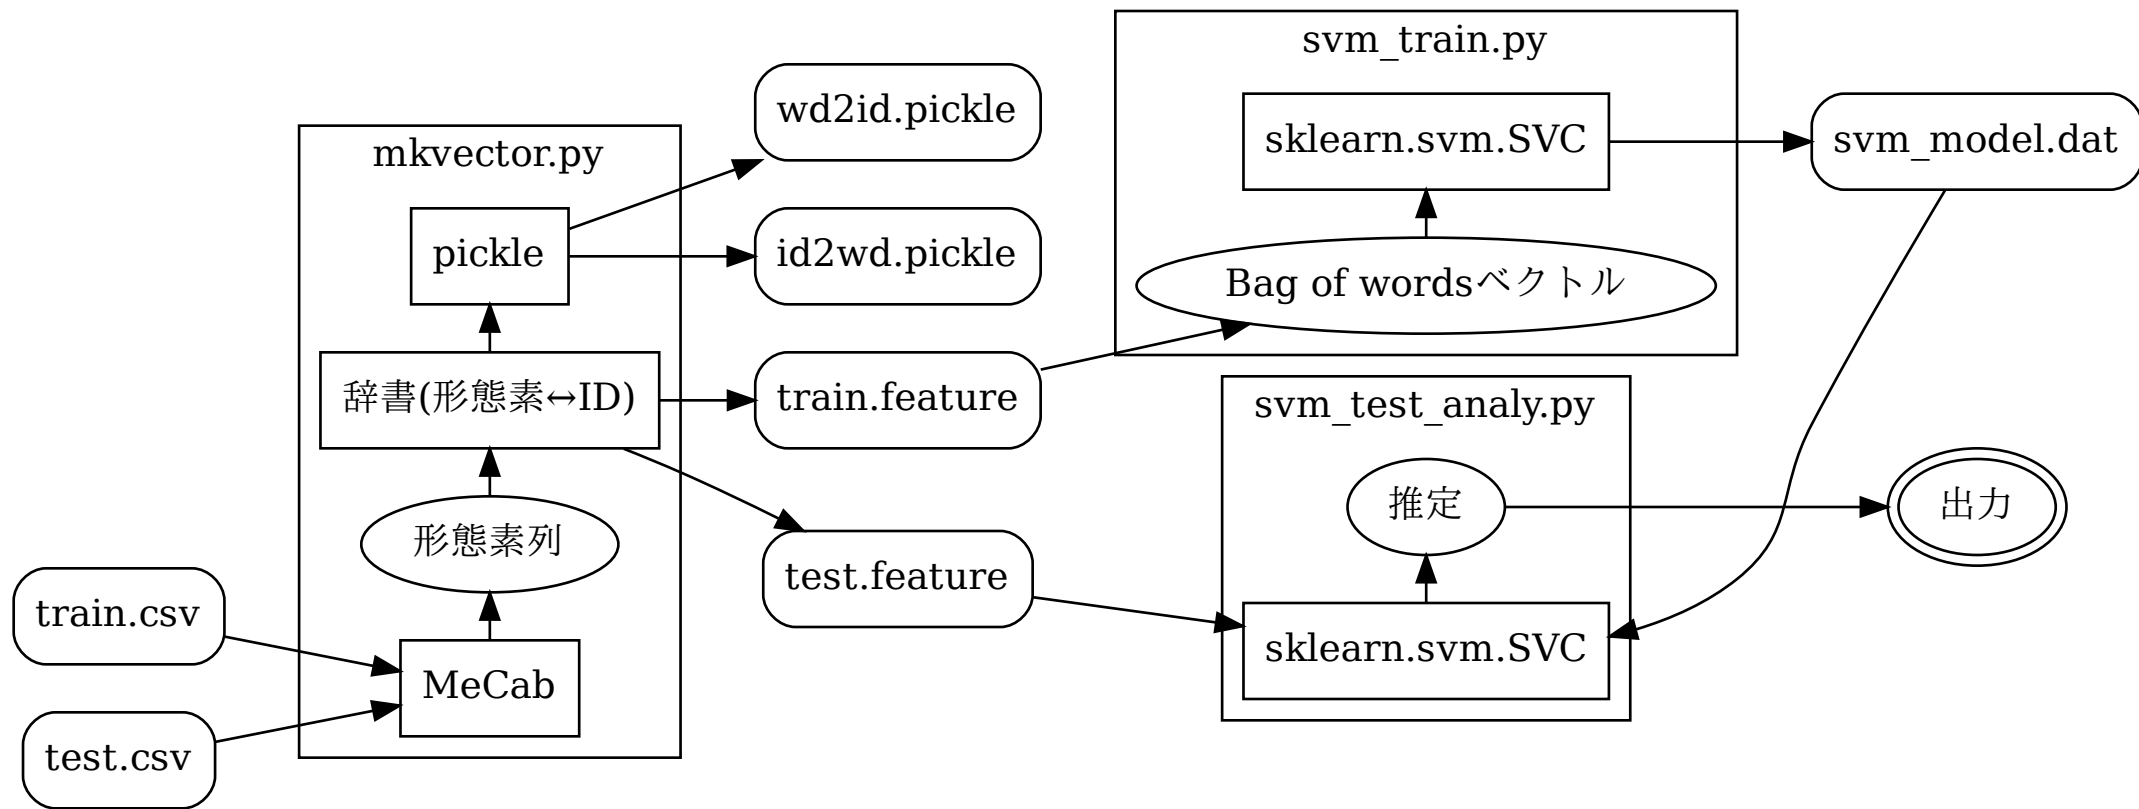 train.csv
test.csv
mkvector.py
pickle
辞書(形態素↔ID)
形態素列
MeCab
wd2id.pickle
id2wd.pickle
train.feature
test.feature
svm_train.py
sklearn.svm.SVC
Bag of wordsベクトル
svm_test_analy.py
推定
sklearn.svm.SVC
svm_model.dat
出力